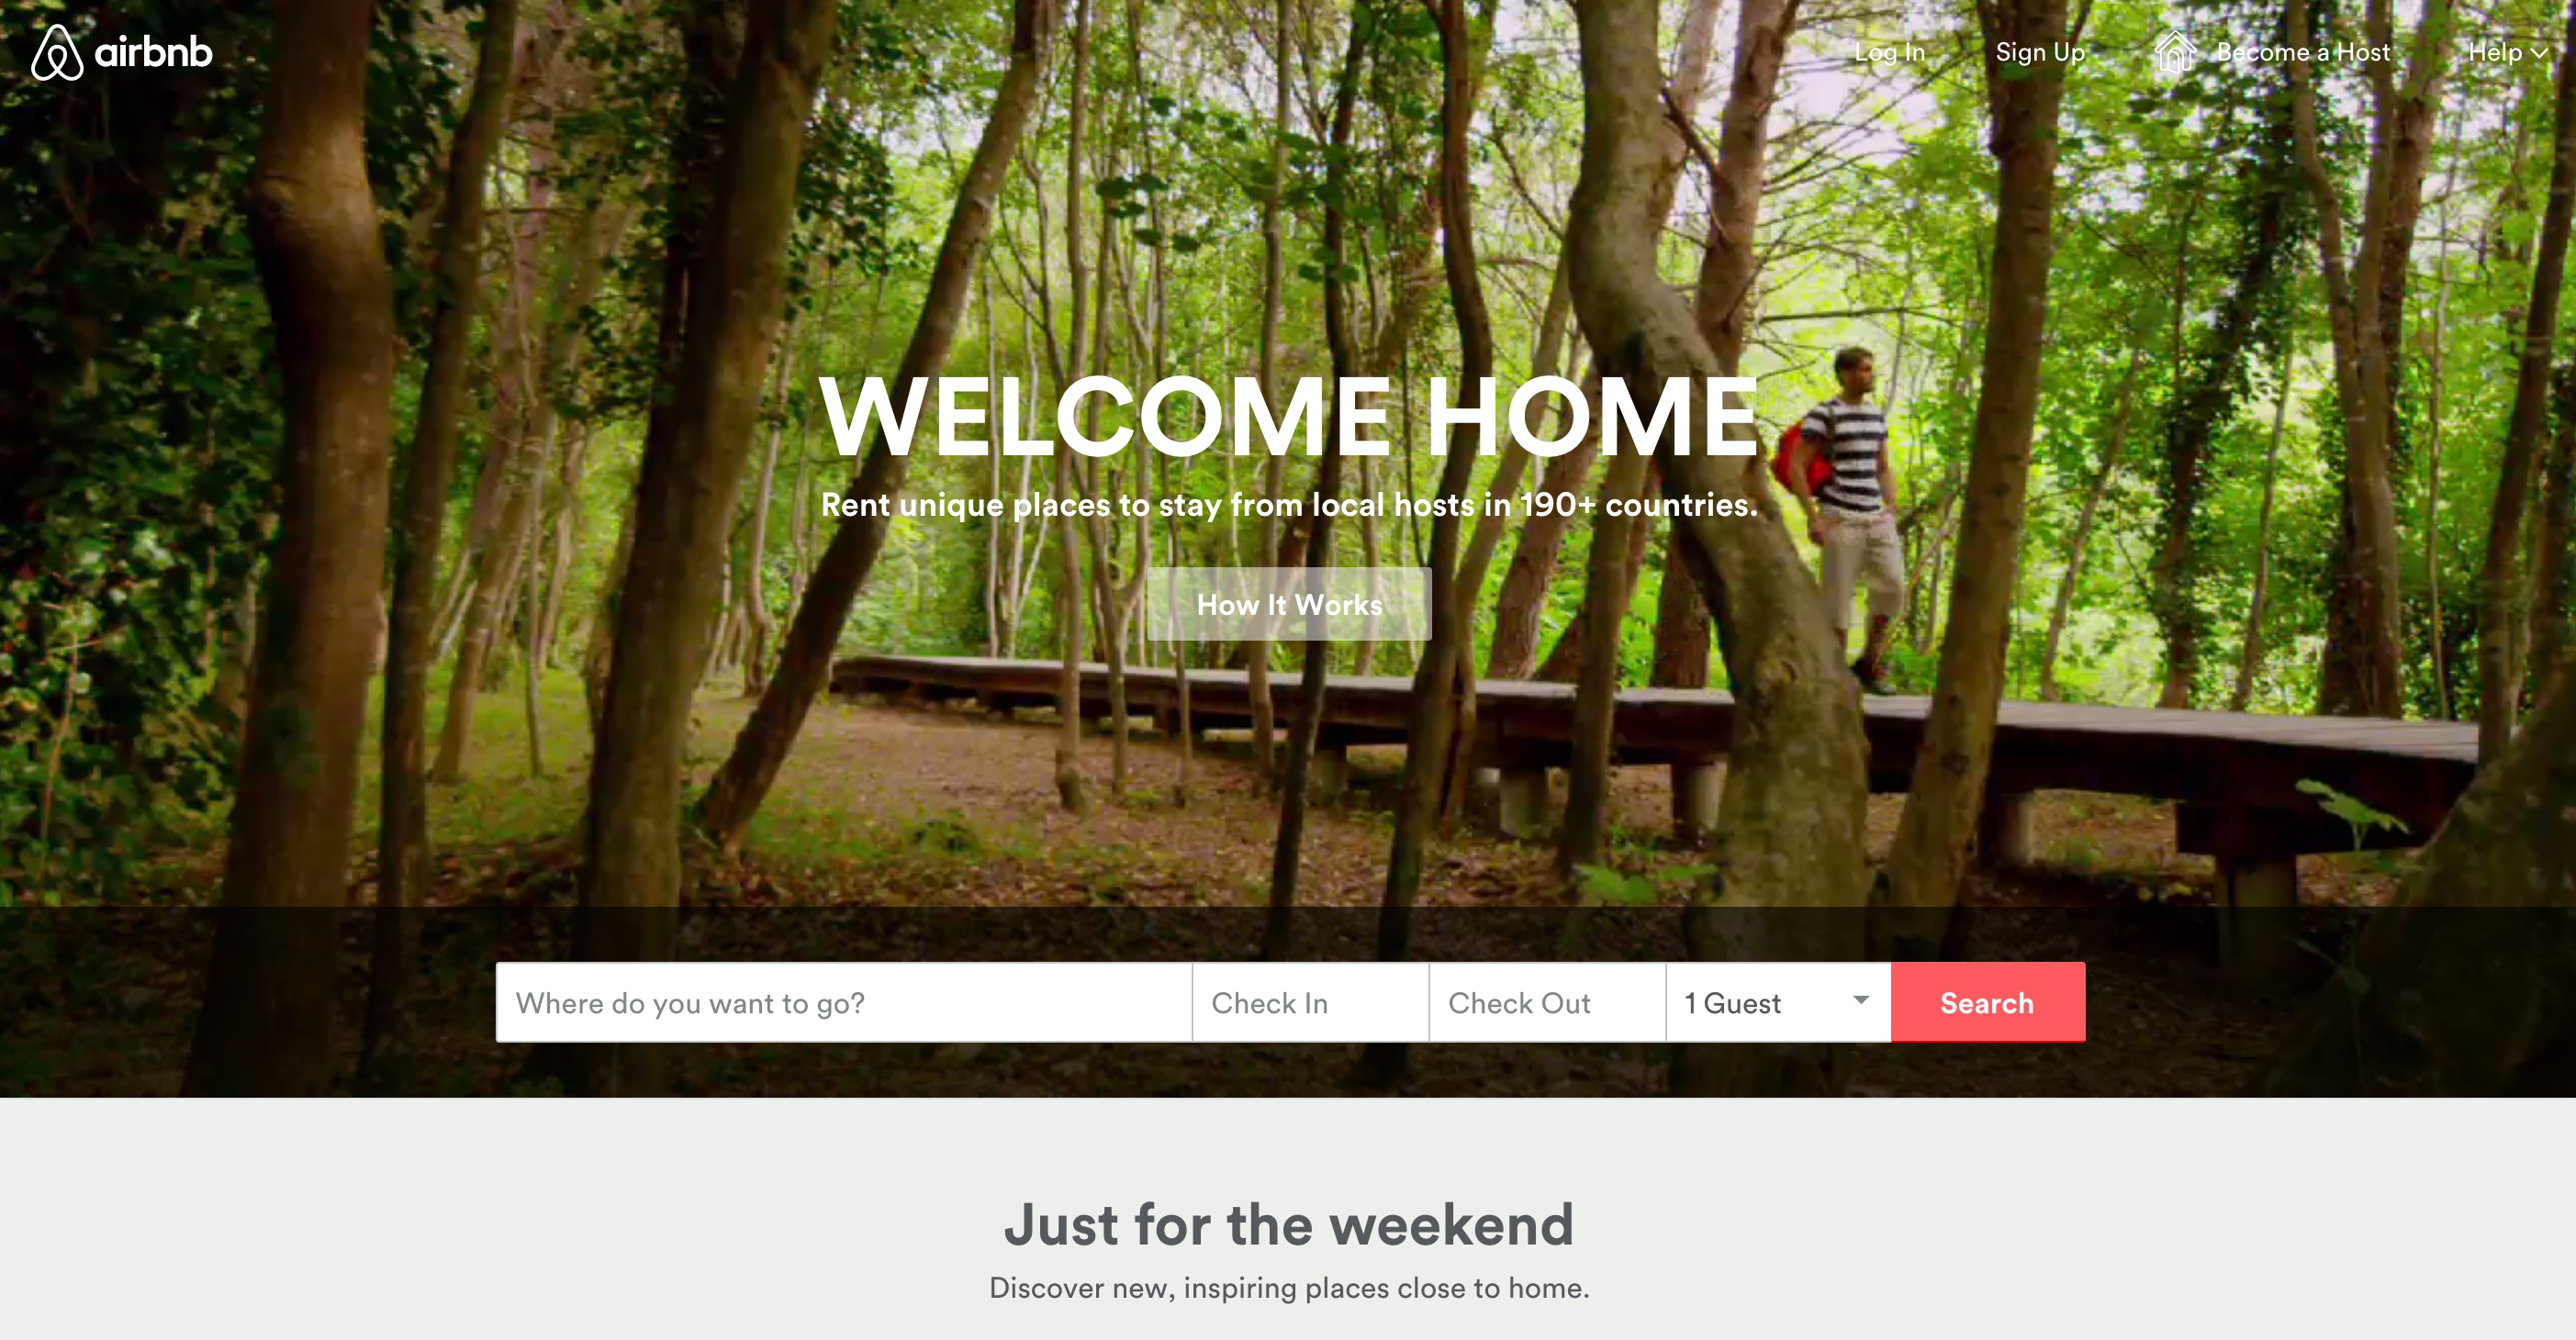 airbnb
Log In
Sign Up
Become a Host
Help
WELCOME HOME
Rent unique places to stay from local hosts in 190+ countries.
How It Works
Where do you want to go?
Check In
Check Out
1 Guest
Search
Just for the weekend
Discover new, inspiring places close to home.